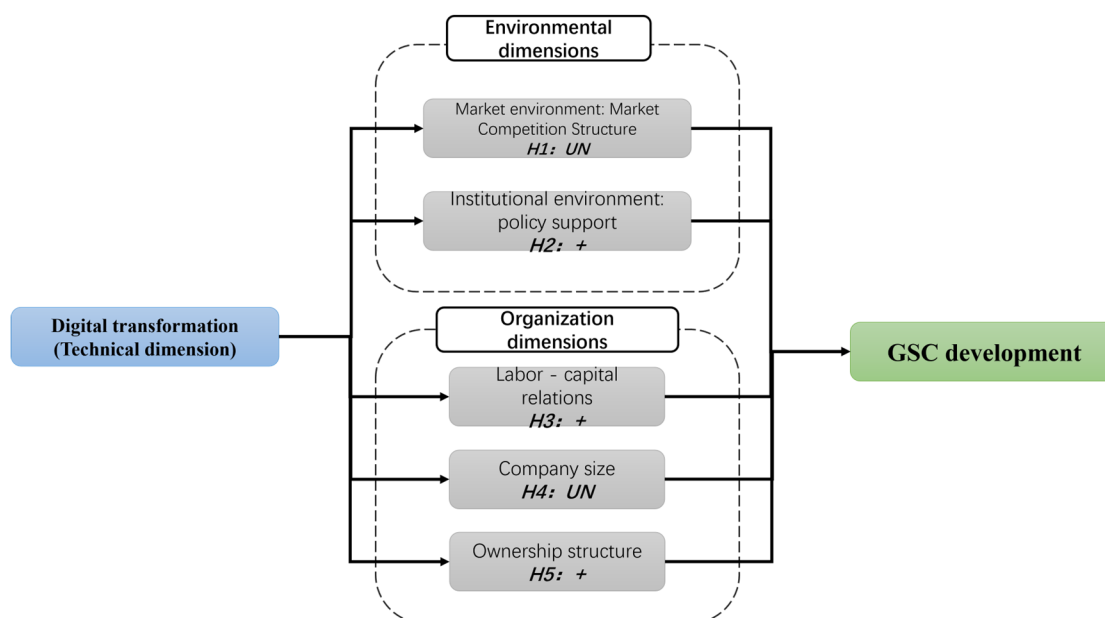 Environmental
dimensions
Market environment: Market
Competition Structure
H1: UN
Institutional environment:
policy support
H2: +
Digital transformation
(Technical dimension)
Organization
dimensions
Labor - capital
relations
H3: +
Company size
H4: UN
Ownership structure
H5: +
GSC development